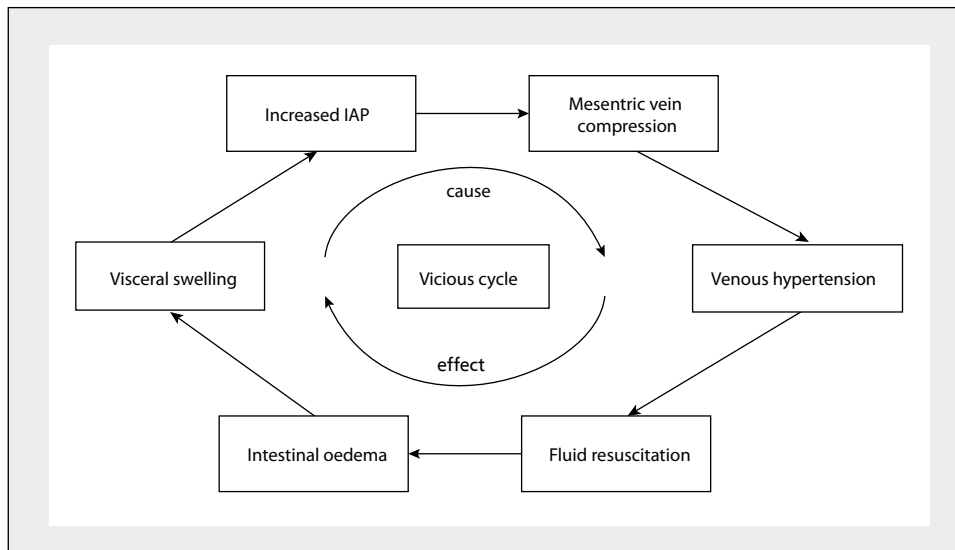 Increased IAP
Mesentric vein
compression
cause
Visceral swelling
Vicious cycle
Venous hypertension
effect
Intestinal oedema
Fluid resuscitation